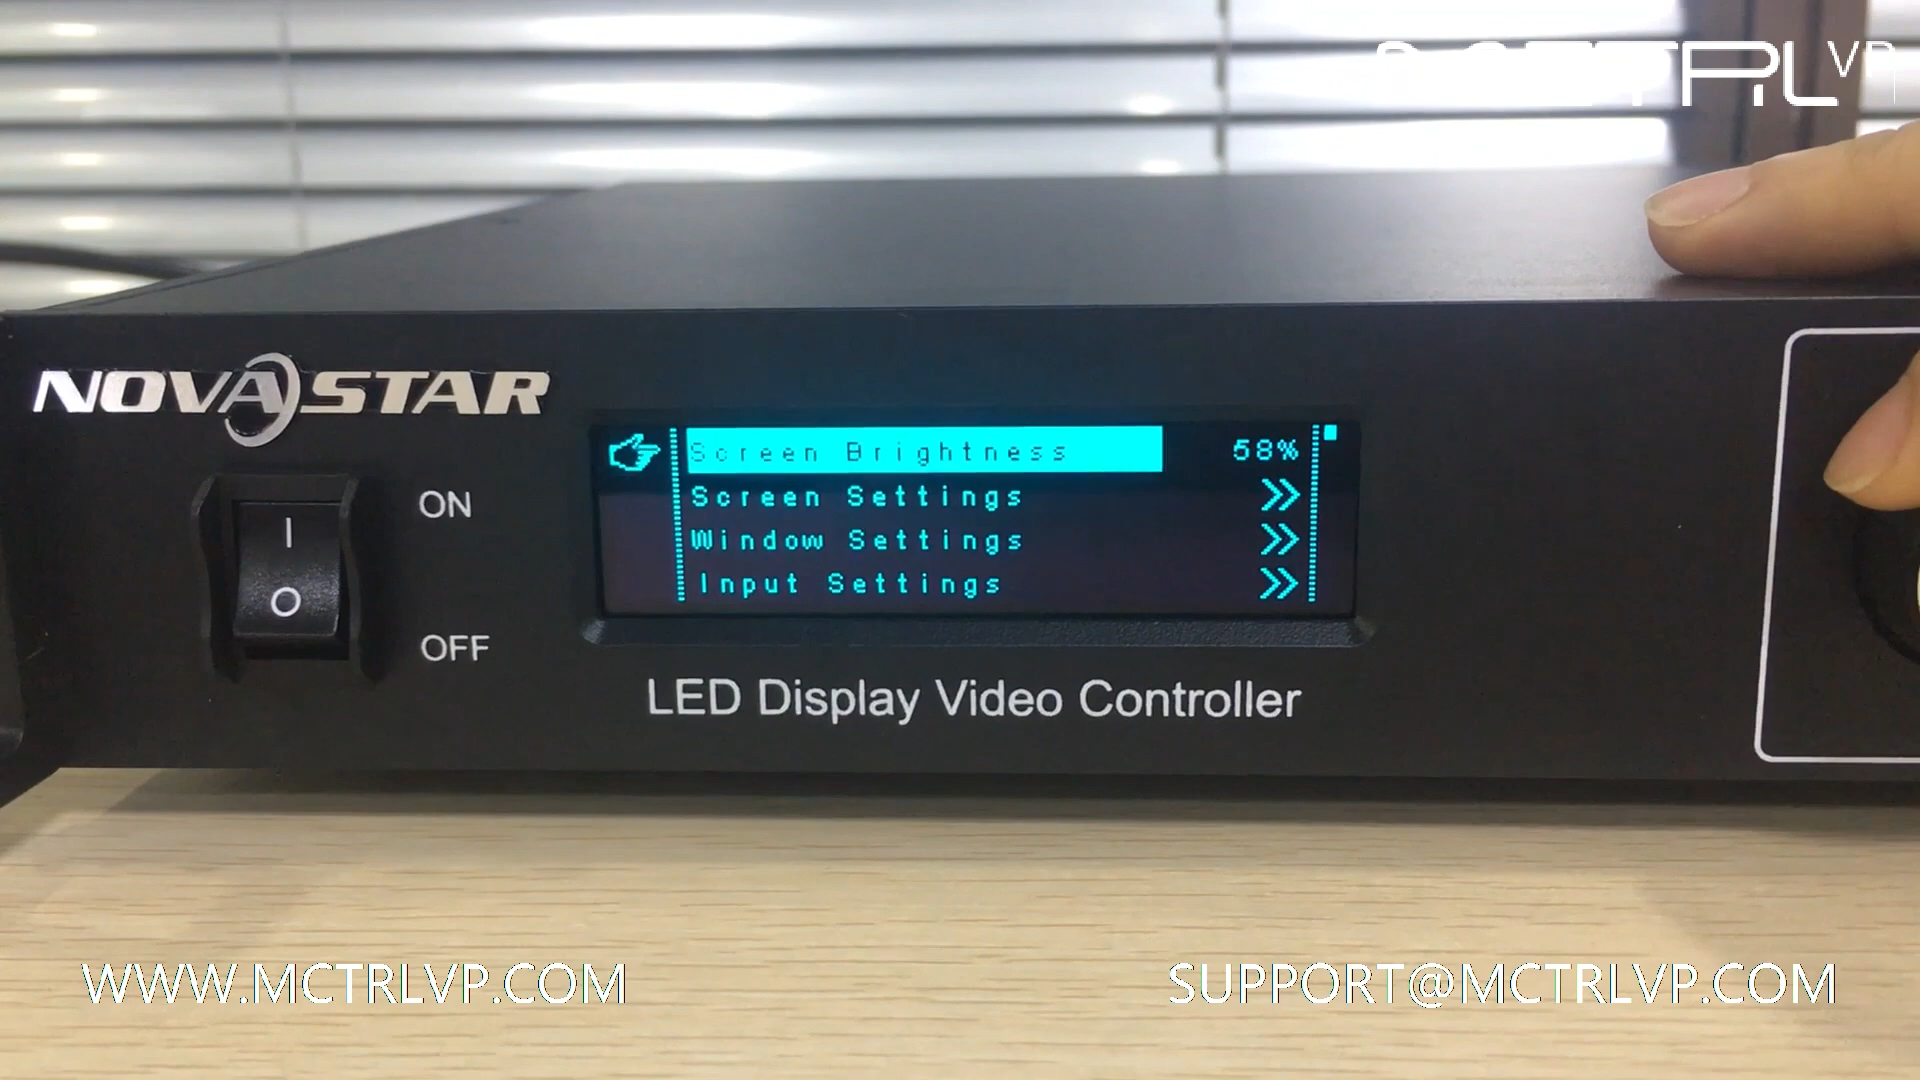 NOVASTAR
ON
OFF
Screen Brightness 58%
Screen Settings
Window Settings
Input Settings
LED Display Video Controller
WWW.MCTRLVP.COM
SUPPORT@MCTRLVP.COM